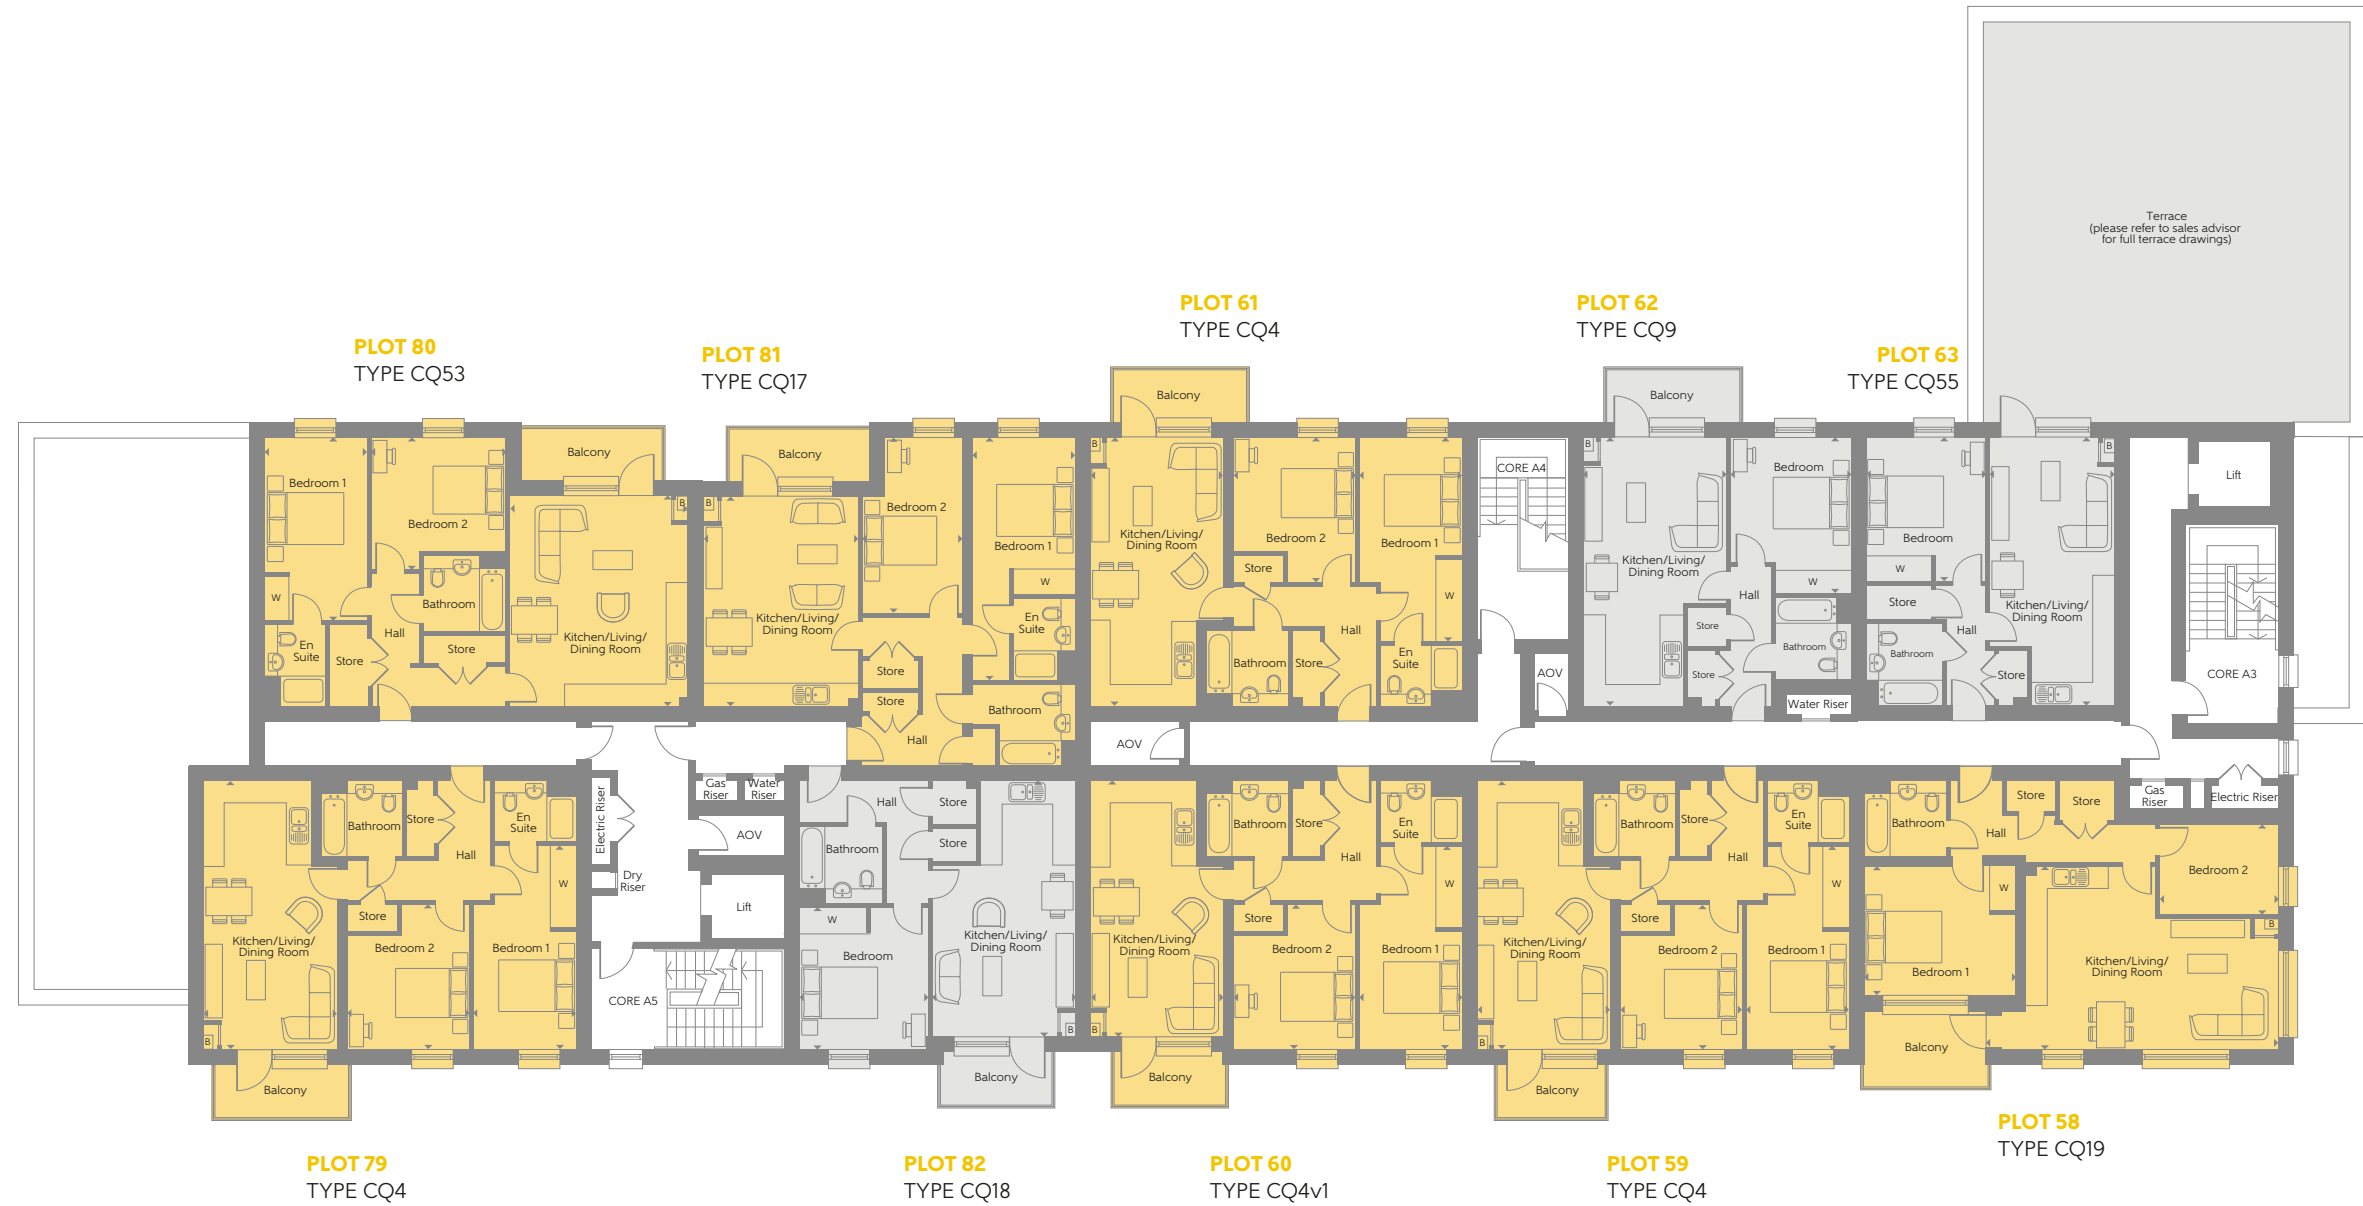 Terrace
(please refer to sales advisor
for full terrace drawings)
PLOT 61
TYPE CQ4
PLOT 62
TYPE CQ9
PLOT 80
TYPE CQ53
PLOT 81
TYPE CQ17
PLOT 63
TYPE CQ55
Bedroom 1
Bedroom 2
W
En
Suite
Store
Hall
Bathroom
Store
Balcony
B
Kitchen/Living/
Dining Room
Balcony
B
Kitchen/Living/
Dining Room
Bedroom 2
Bedroom 1
W
En
Suite
Store
Store
Bathroom
Hall
Balcony
B
Kitchen/Living/
Dining Room
Bedroom 2
Bedroom 1
Store
W
Hall
Bathroom
Store
En
Suite
CORE A4
AOV
AOV
Balcony
B
Kitchen/Living/
Dining Room
Bedroom
W
Hall
Store
Store
Bathroom
Water Riser
Bedroom
W
Store
Hall
Bathroom
Store
B
Kitchen/Living/
Dining Room
Lift
CORE A3
Gas
Riser
Electric Riser
Bathroom
Store
Hall
En
Suite
W
Store
Bedroom 2
Bedroom 1
Kitchen/Living/
Dining Room
B
Balcony
Electric Riser
Dry
Riser
Gas
Riser
Water
Riser
AOV
Lift
CORE A5
Hall
Store
Store
Bathroom
W
Bedroom
Kitchen/Living/
Dining Room
B
Balcony
Bathroom
Store
Hall
En
Suite
W
Store
Bedroom 2
Bedroom 1
Kitchen/Living/
Dining Room
B
Balcony
Bathroom
Store
Hall
En
Suite
W
Store
Bedroom 2
Bedroom 1
Kitchen/Living/
Dining Room
B
Balcony
Bathroom
Hall
Store
Store
Bedroom 2
W
B
Bedroom 1
Kitchen/Living/
Dining Room
Balcony
PLOT 58
TYPE CQ19
PLOT 79
TYPE CQ4
PLOT 82
TYPE CQ18
PLOT 60
TYPE CQ4v1
PLOT 59
TYPE CQ4